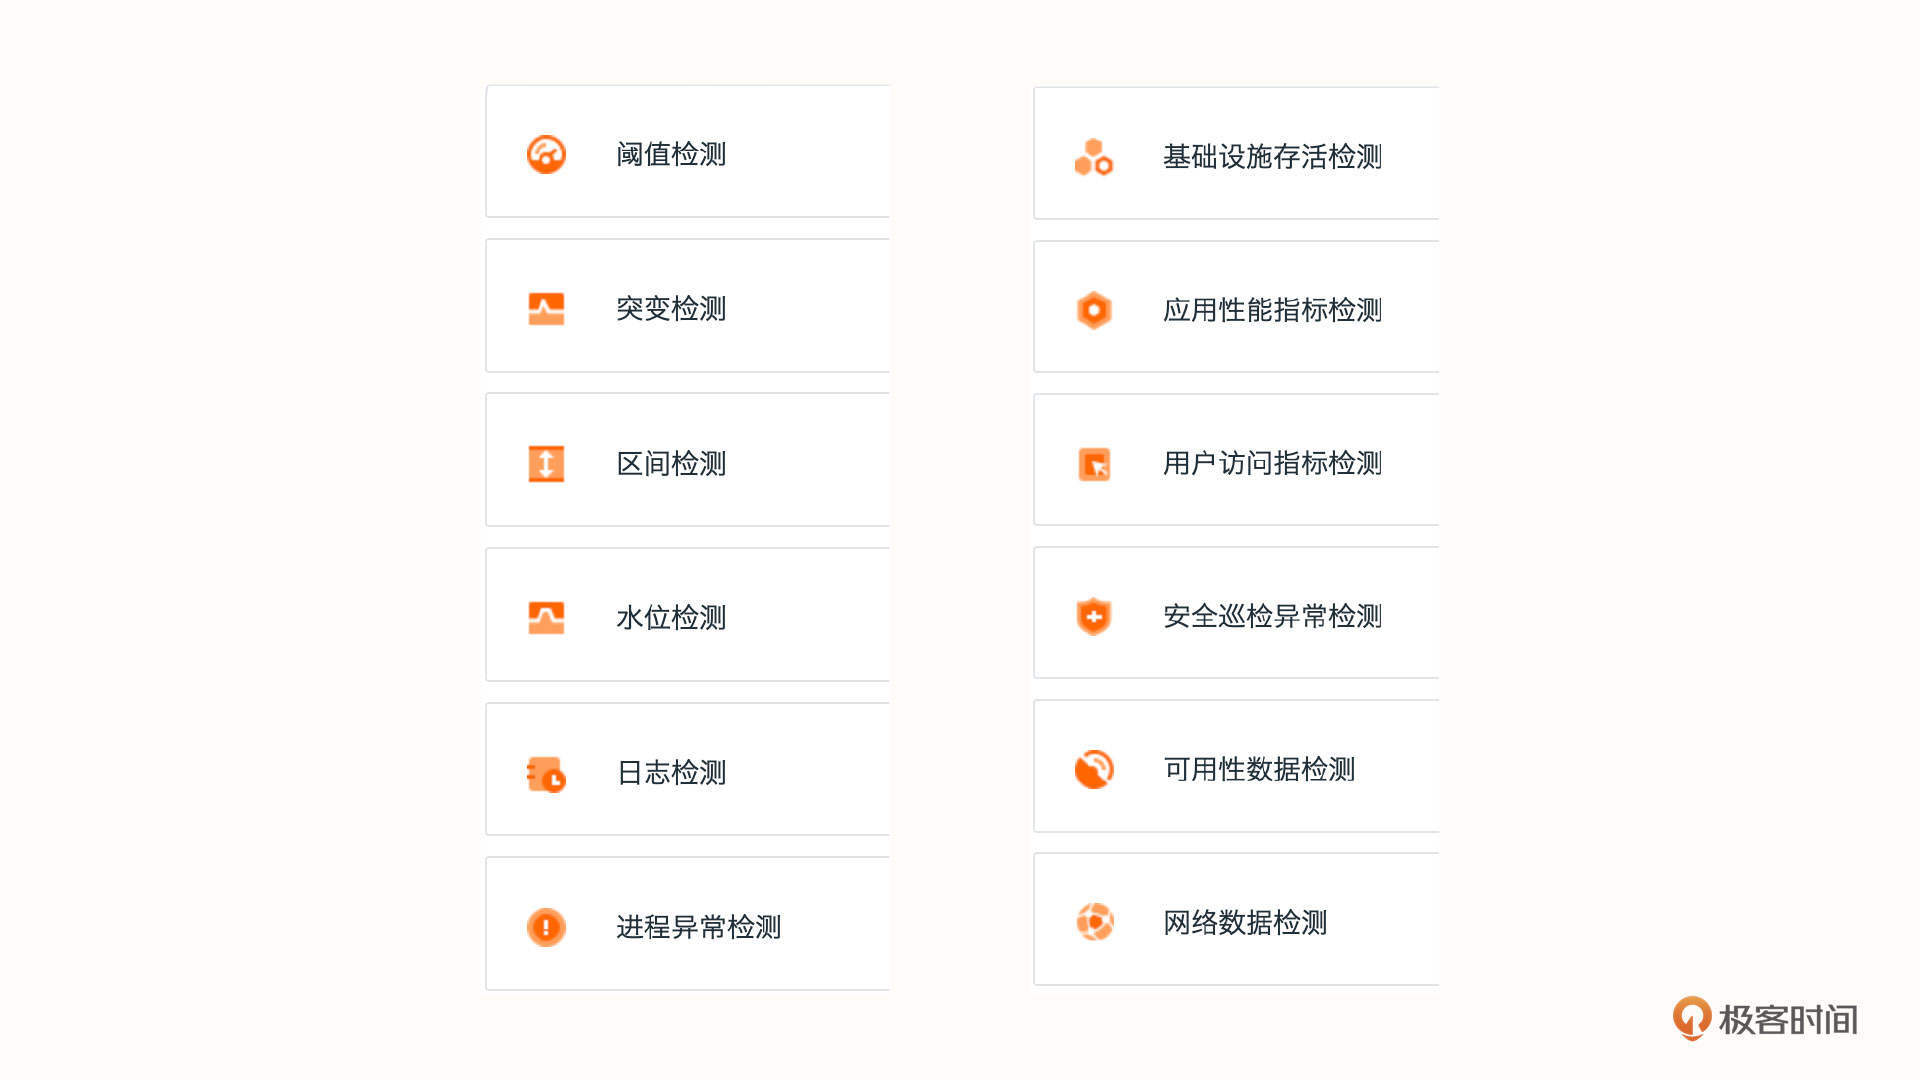 阈值检测
突变检测
区间检测
水位检测
日志检测
进程异常检测
基础设施存活检测
应用性能指标检测
用户访问指标检测
安全巡检异常检测
可用性数据检测
网络数据检测
极客时间